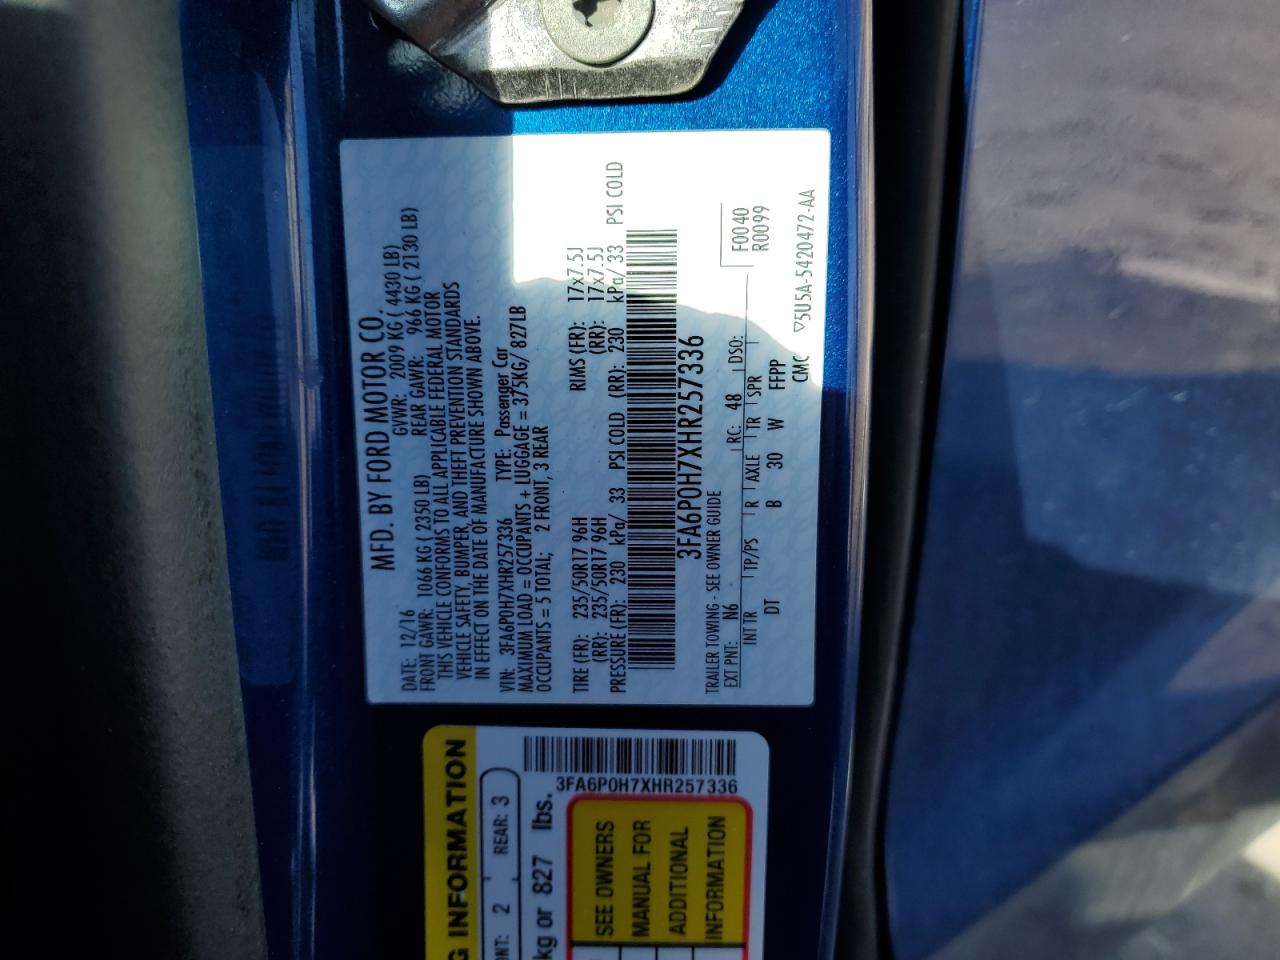 MFD. BY FORD MOTOR CO.
DATE: 12/16 GVWR: 2009 KG ( 4430 LB)
FRONT GAWR: 1066 KG ( 2350 LB) REAR GAWR: 966 KG ( 2130 LB)
THIS VEHICLE CONFORMS TO ALL APPLICABLE FEDERAL MOTOR
VEHICLE SAFETY, BUMPER, AND THEFT PREVENTION STANDARDS
IN EFFECT ON THE DATE OF MANUFACTURE SHOWN ABOVE.
VIN: 3FA6P0H7XHR257336 TYPE: Passenger Car
MAXIMUM LOAD = OCCUPANTS + LUGGAGE = 375KG/ 827LB
OCCUPANTS = 5 TOTAL; 2 FRONT, 3 REAR
TIRE (FR): 235/50R17 96H RIMS (FR): 17x7.5J
(RR): 235/50R17 96H (RR): 17x7.5J
PRESSURE (FR): 230 kPa/ 33 PSI COLD (RR): 230 kPa/ 33 PSI COLD
3FA6P0H7XHR257336
TRAILER TOWING - SEE OWNER GUIDE F0040
EXT PNT: N6 RC: 48 DSO: R0099
INT TR TP/PS R AXLE TR SPR
DT B 30 W FFPP
CMC ▽5U5A-5420472-AA
G INFORMATION
NT: 2 REAR: 3
kg or 827 lbs.
3FA6P0H7XHR257336
SEE OWNERS
MANUAL FOR
ADDITIONAL
INFORMATION